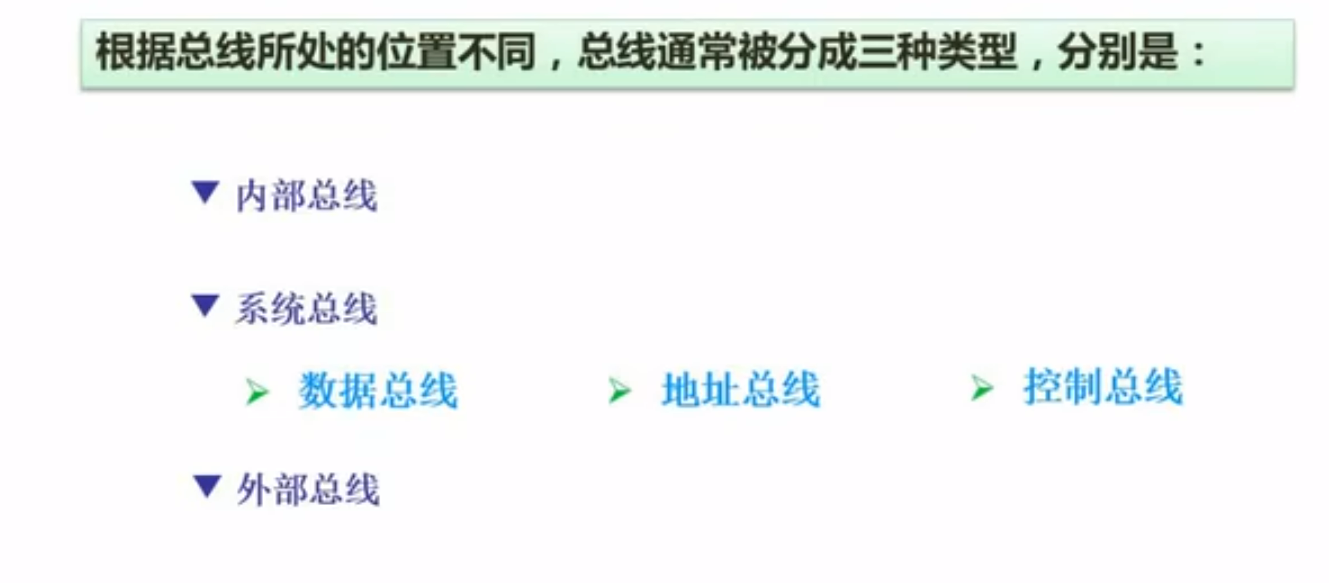 根据总线所处的位置不同，总线通常被分成三种类型，分别是：
▼ 内部总线
▼ 系统总线
➢ 数据总线 ➢ 地址总线 ➢ 控制总线
▼ 外部总线